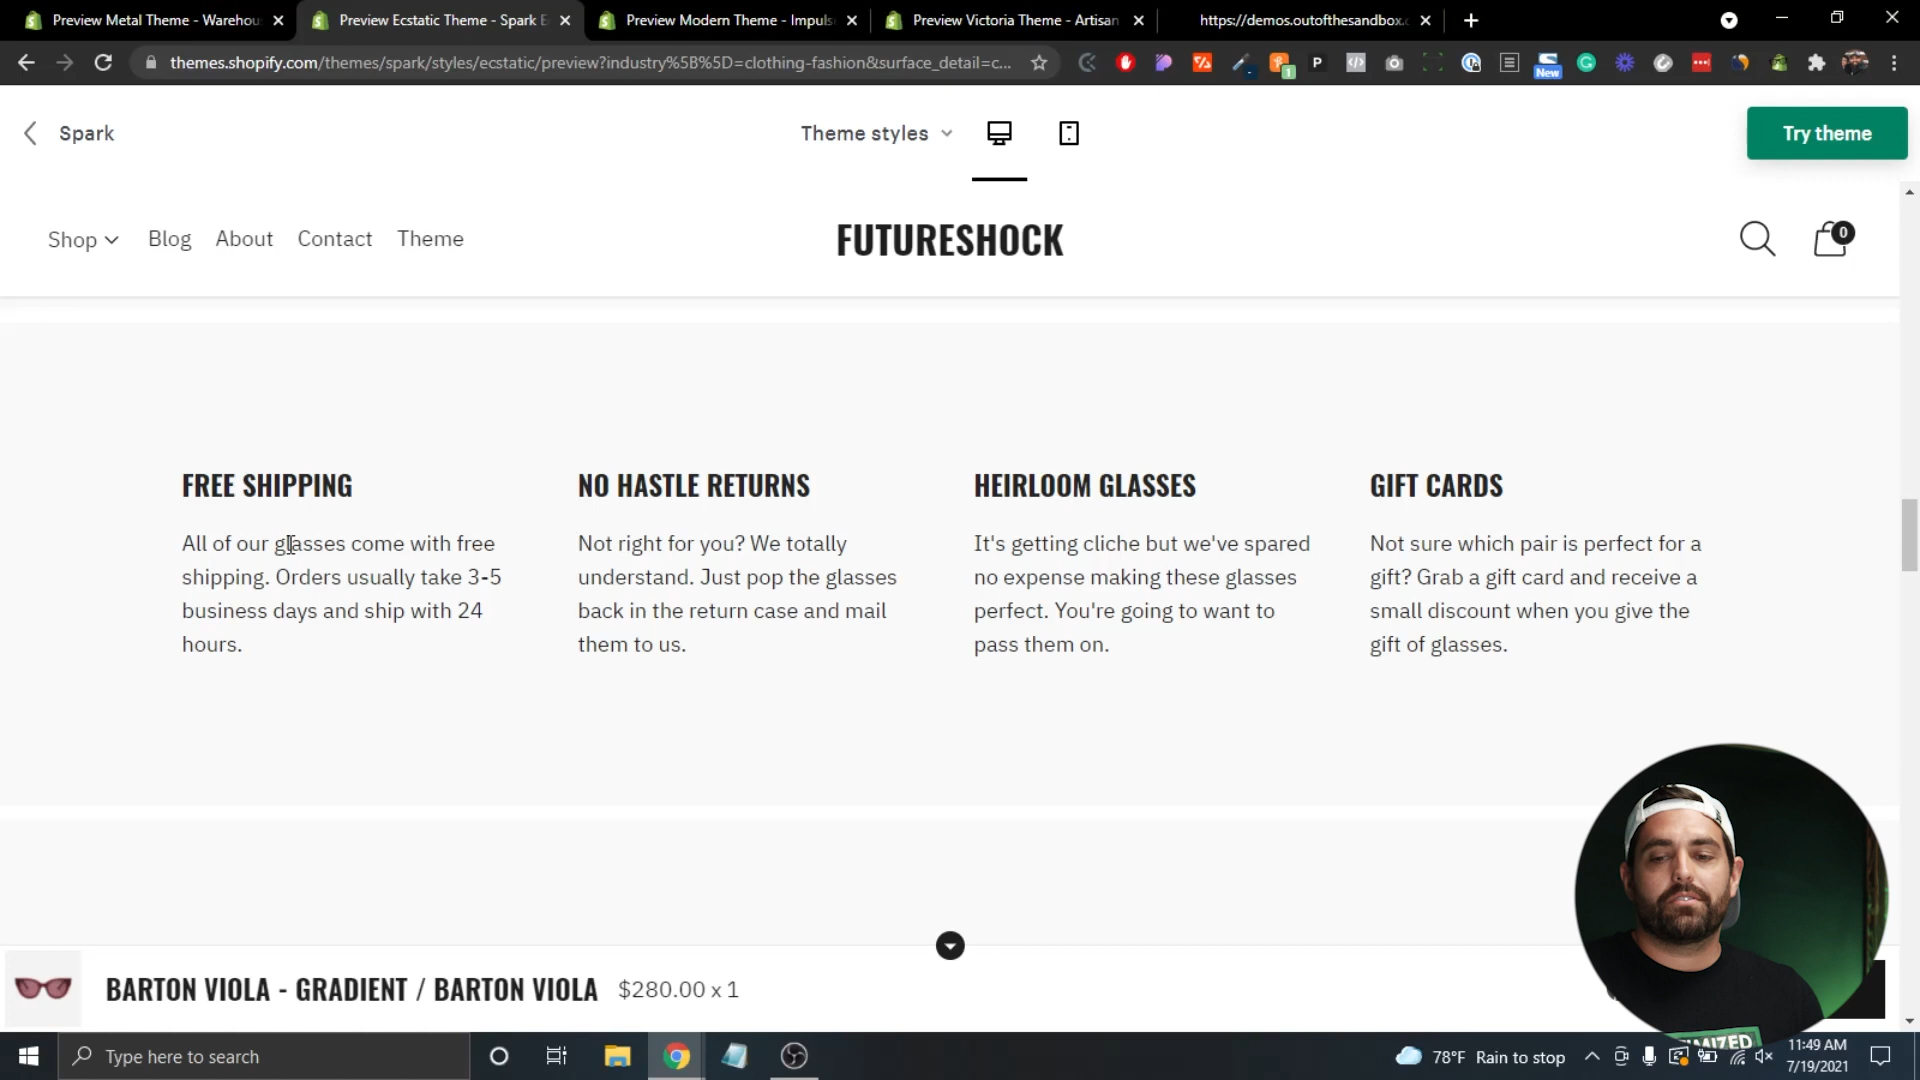 Preview Metal Theme - Warehou
Preview Ecstatic Theme - Spark E
Preview Modern Theme - Impuls
Preview Victoria Theme - Artisan
https://demos.outofthesandbox.c
themes.shopify.com/themes/spark/styles/ecstatic/preview?industry%5B%5D=clothing-fashion&surface_detail=c...
1
P
New
Spark
Theme styles
Try theme
Shop
Blog
About
Contact
Theme
FUTURESHOCK
0
FREE SHIPPING
All of our glasses come with free
shipping. Orders usually take 3-5
business days and ship with 24
hours.
NO HASTLE RETURNS
Not right for you? We totally
understand. Just pop the glasses
back in the return case and mail
them to us.
HEIRLOOM GLASSES
It's getting cliche but we've spared
no expense making these glasses
perfect. You're going to want to
pass them on.
GIFT CARDS
Not sure which pair is perfect for a
gift? Grab a gift card and receive a
small discount when you give the
gift of glasses.
BARTON VIOLA - GRADIENT / BARTON VIOLA
$280.00 x 1
Type here to search
78°F Rain to stop
11:49 AM
7/19/2021